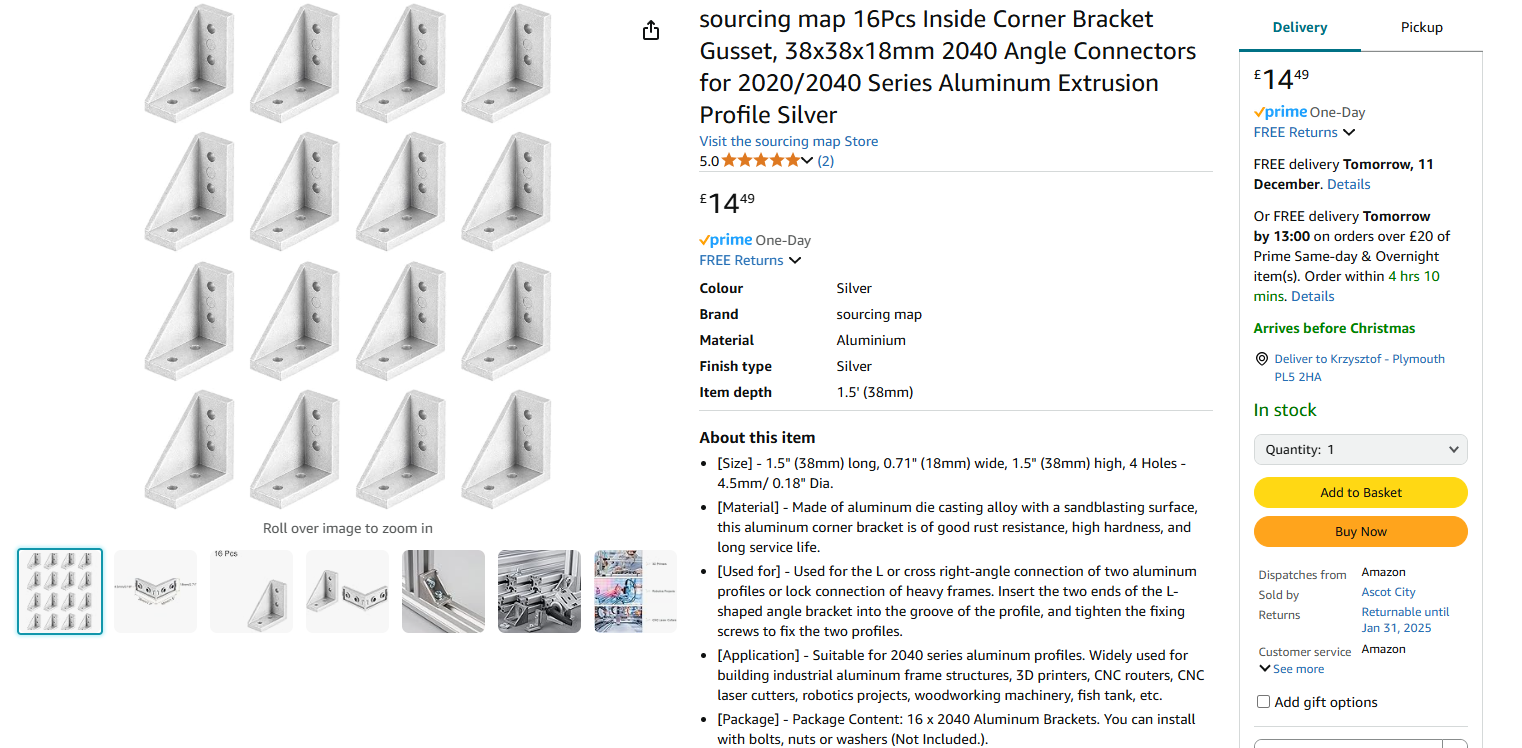 sourcing map 16Pcs Inside Corner Bracket
Gusset, 38x38x18mm 2040 Angle Connectors
for 2020/2040 Series Aluminum Extrusion
Profile Silver
Visit the sourcing map Store
5.0 (2)
£14 49
prime One-Day
FREE Returns
Colour Silver
Brand sourcing map
Material Aluminium
Finish type Silver
Item depth 1.5' (38mm)
About this item
[Size] - 1.5" (38mm) long, 0.71" (18mm) wide, 1.5" (38mm) high, 4 Holes -
4.5mm/ 0.18" Dia.
[Material] - Made of aluminum die casting alloy with a sandblasting surface,
this aluminum corner bracket is of good rust resistance, high hardness, and
long service life.
[Used for] - Used for the L or cross right-angle connection of two aluminum
profiles or lock connection of heavy frames. Insert the two ends of the L-
shaped angle bracket into the groove of the profile, and tighten the fixing
screws to fix the two profiles.
[Application] - Suitable for 2040 series aluminum profiles. Widely used for
building industrial aluminum frame structures, 3D printers, CNC routers, CNC
laser cutters, robotics projects, woodworking machinery, fish tank, etc.
[Package] - Package Content: 16 x 2040 Aluminum Brackets. You can install
with bolts, nuts or washers (Not Included.).
Roll over image to zoom in
16 Pcs
Delivery Pickup
£14 49
prime One-Day
FREE Returns
FREE delivery Tomorrow, 11
December. Details
Or FREE delivery Tomorrow
by 13:00 on orders over £20 of
Prime Same-day & Overnight
item(s). Order within 4 hrs 10
mins. Details
Arrives before Christmas
Deliver to Krzysztof - Plymouth
PL5 2HA
In stock
Quantity: 1
Add to Basket
Buy Now
Dispatches from Amazon
Sold by Ascot City
Returns Returnable until
Jan 31, 2025
Customer service Amazon
See more
Add gift options